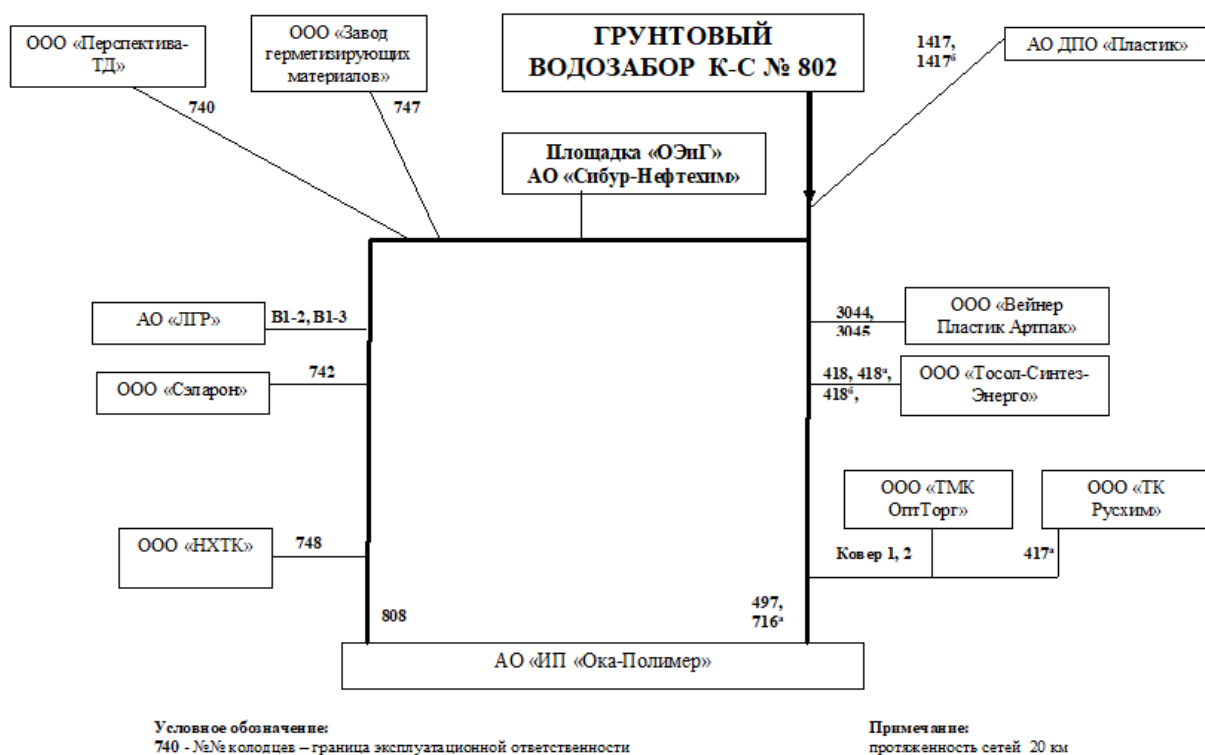 ООО «Перспектива-
ТД»
ООО «Завод
герметизирующих
материалов»
ГРУНТОВЫЙ
ВОДОЗАБОР К-С № 802
1417,
1417б
АО ДПО «Пластик»
740
747
Площадка «ОЭиГ»
АО «Сибур-Нефтехим»
АО «ЛГР»
В1-2, В1-3
3044,
3045
ООО «Вейнер
Пластик Артпак»
ООО «Сэларон»
742
418, 418а,
418б,
ООО «Тосол-Синтез-
Энерго»
ООО «ТМК
ОптТорг»
ООО «ТК
Русхим»
ООО «НХТК»
748
Ковер 1, 2
417а
808
497,
716а
АО «ИП «Ока-Полимер»
Условное обозначение:
740 - №№ колодцев – граница эксплуатационной ответственности
Примечание:
протяженность сетей 20 км